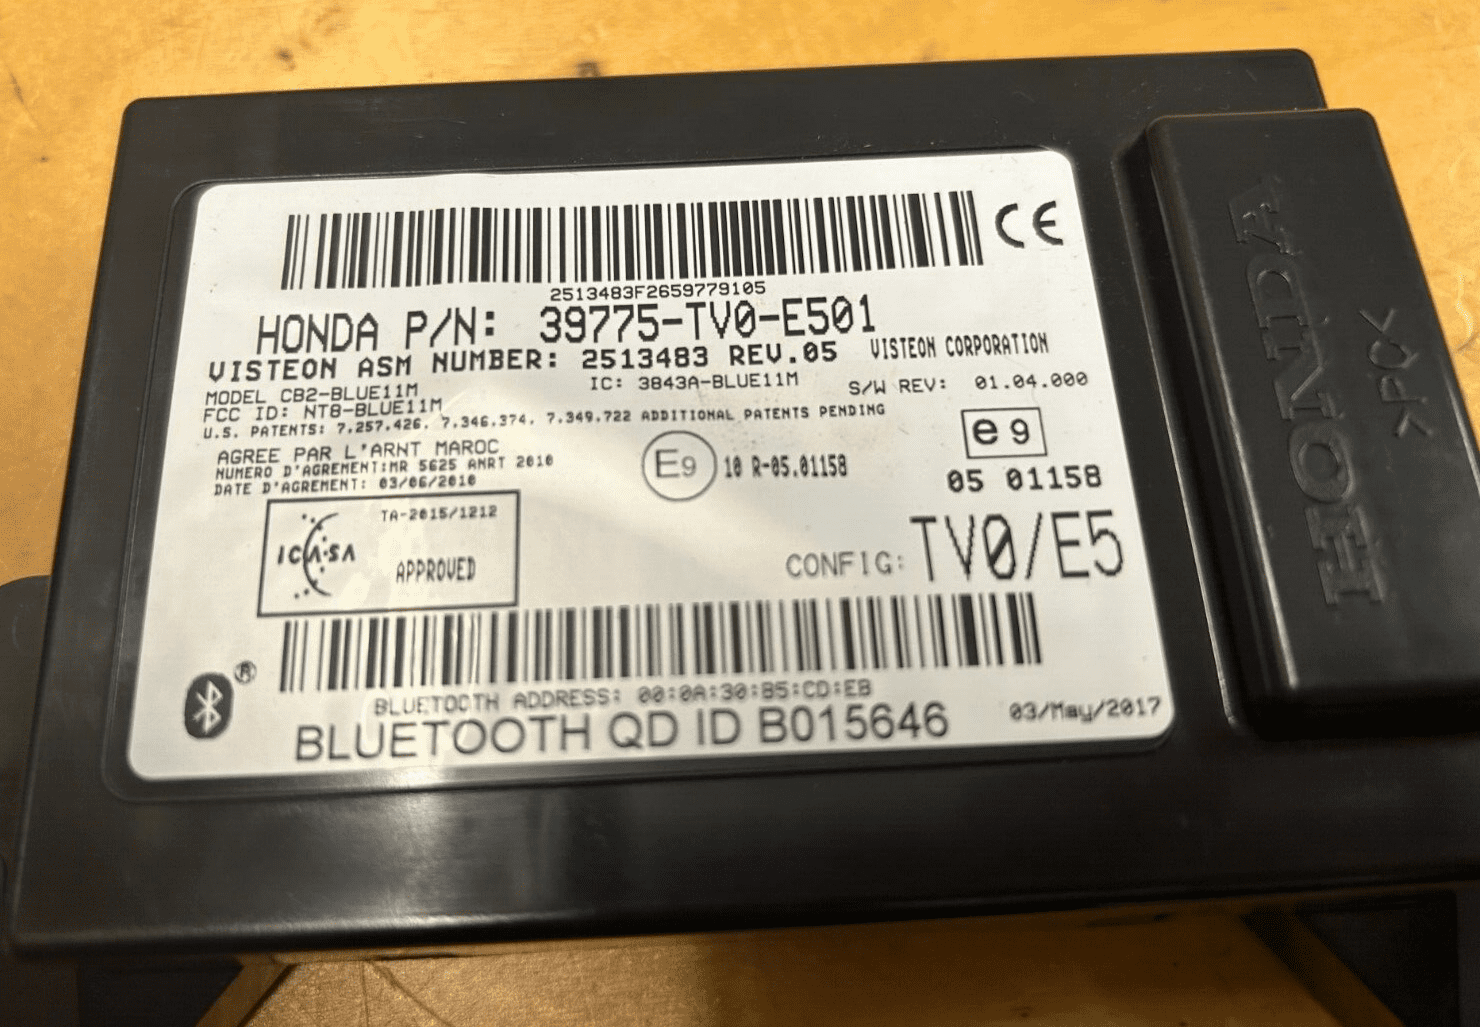 CE
2513483F2659779105
HONDA P/N: 39775-TV0-E501
VISTEON ASM NUMBER: 2513483 REV.05 VISTEON CORPORATION
MODEL CB2-BLUE11M IC: 3843A-BLUE11M S/W REV: 01.04.000
FCC ID: NT8-BLUE11M
U.S. PATENTS: 7,257,426, 7,346,374, 7,349,722 ADDITIONAL PATENTS PENDING
AGREE PAR L'ARNT MAROC
NUMERO D'AGREMENT:MR 5625 ANRT 2010
DATE D'AGREMENT: 03/06/2010
E9 10 R-05.01158
e9
05 01158
TA-2015/1212
ICASA
APPROVED
CONFIG: TV0/E5
BLUETOOTH ADDRESS: 00:0A:30:B5:CD:EB
BLUETOOTH QD ID B015646
03/May/2017
®
HONDA